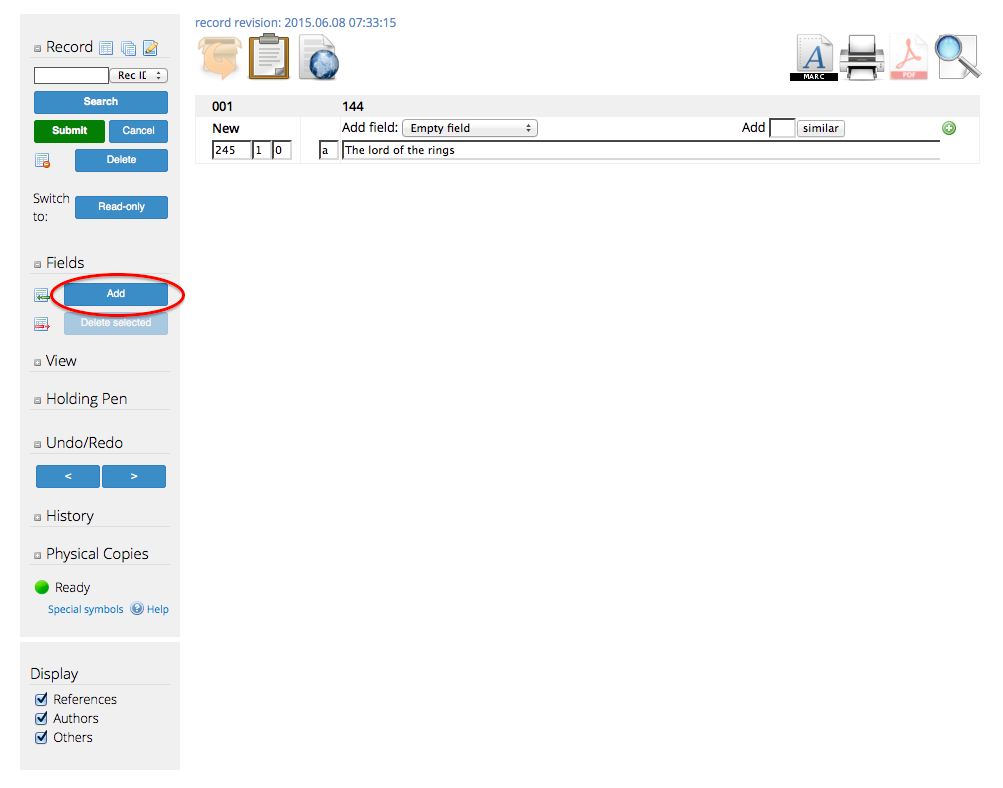 record revision: 2015.06.08 07:33:15
Record
Rec ID
Search
Submit Cancel
Delete
Switch to:
Read-only
Fields
Add
Delete selected
View
Holding Pen
Undo/Redo
< >
History
Physical Copies
Ready
Special symbols Help
Display
References
Authors
Others
A
MARC
PDF
001 144
New Add field: Empty field Add similar
245 1 0 a The lord of the rings